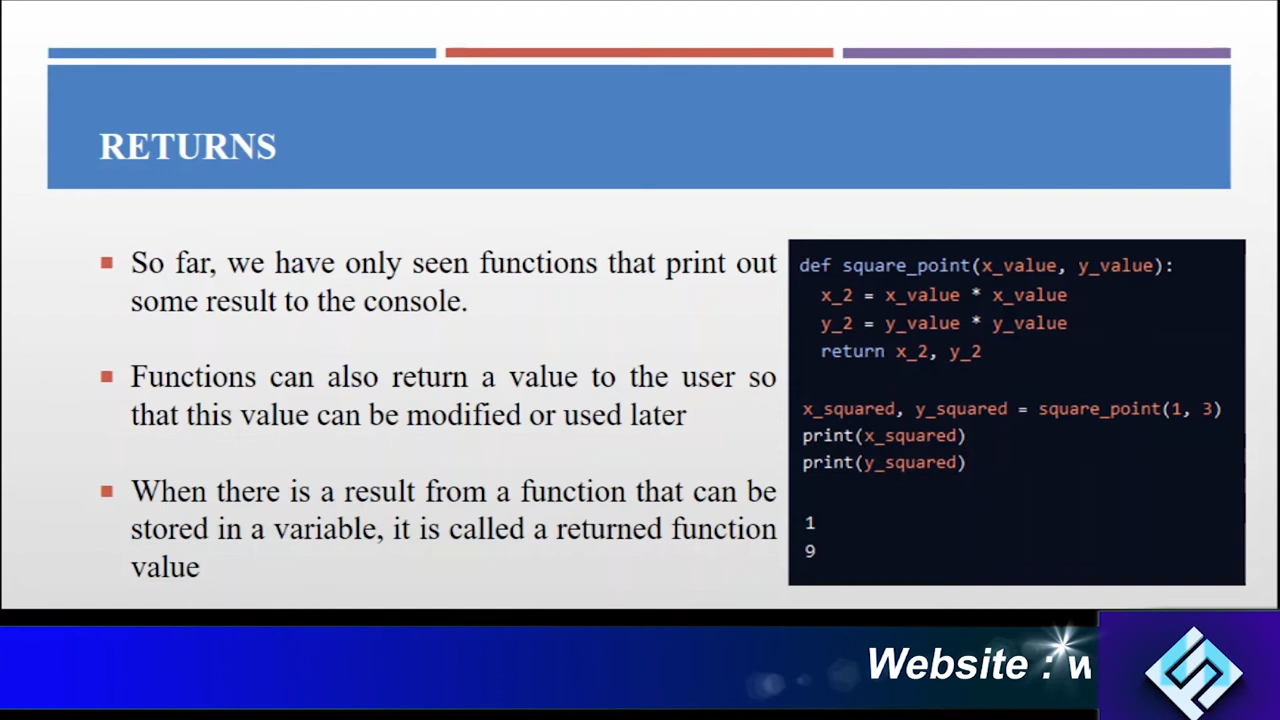 RETURNS
So far, we have only seen functions that print out
some result to the console.
Functions can also return a value to the user so
that this value can be modified or used later
When there is a result from a function that can be
stored in a variable, it is called a returned function
value
def square_point(x_value, y_value):
x_2 = x_value * x_value
y_2 = y_value * y_value
return x_2, y_2
x_squared, y_squared = square_point(1, 3)
print(x_squared)
print(y_squared)
1
9
Website : w